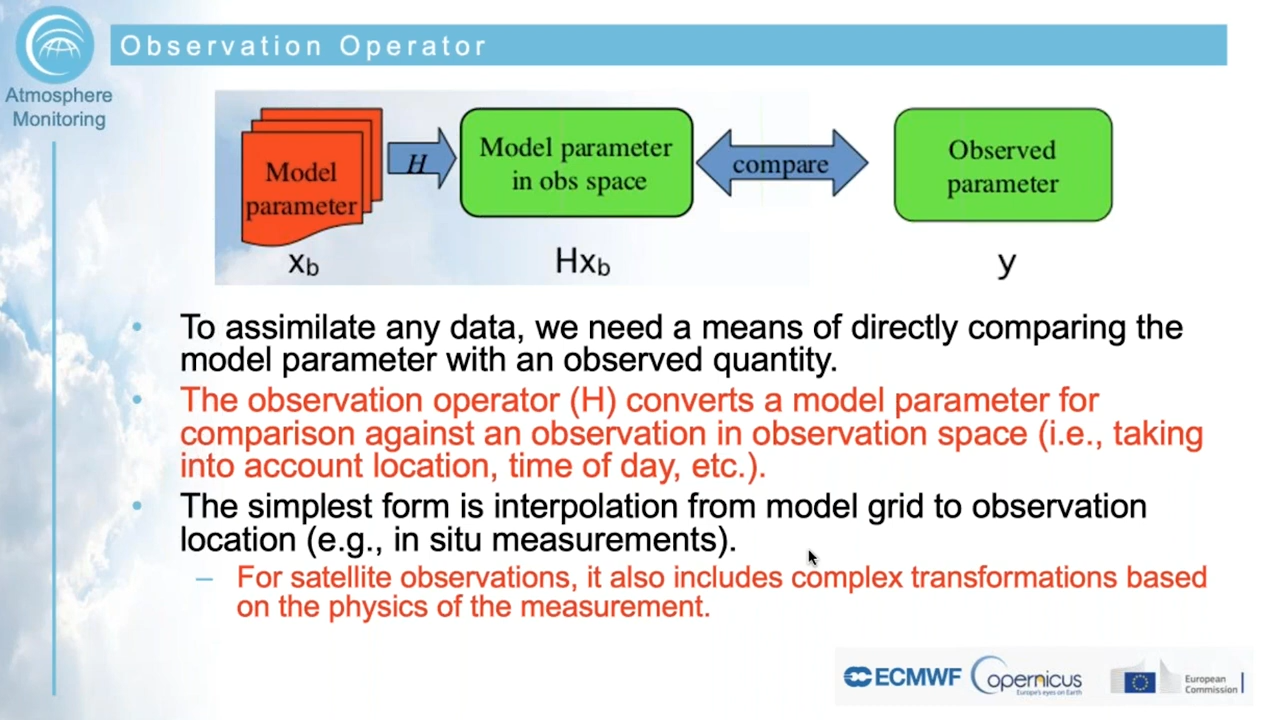 Observation Operator
Atmosphere
Monitoring
Model
parameter
H
Model parameter
in obs space
compare
Observed
parameter
xb
Hxb
y
• To assimilate any data, we need a means of directly comparing the
model parameter with an observed quantity.
• The observation operator (H) converts a model parameter for
comparison against an observation in observation space (i.e., taking
into account location, time of day, etc.).
• The simplest form is interpolation from model grid to observation
location (e.g., in situ measurements).
– For satellite observations, it also includes complex transformations based
on the physics of the measurement.
ECMWF
Copernicus
Europe's eyes on Earth
European
Commission